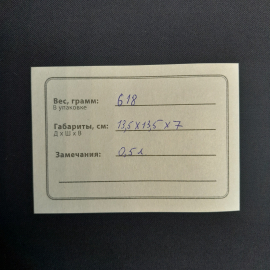 Вес, грамм: 618
В упаковке
Габариты, см: 13,5 х 13,5 х 7
Д х Ш х В
Замечания: 0,5 л